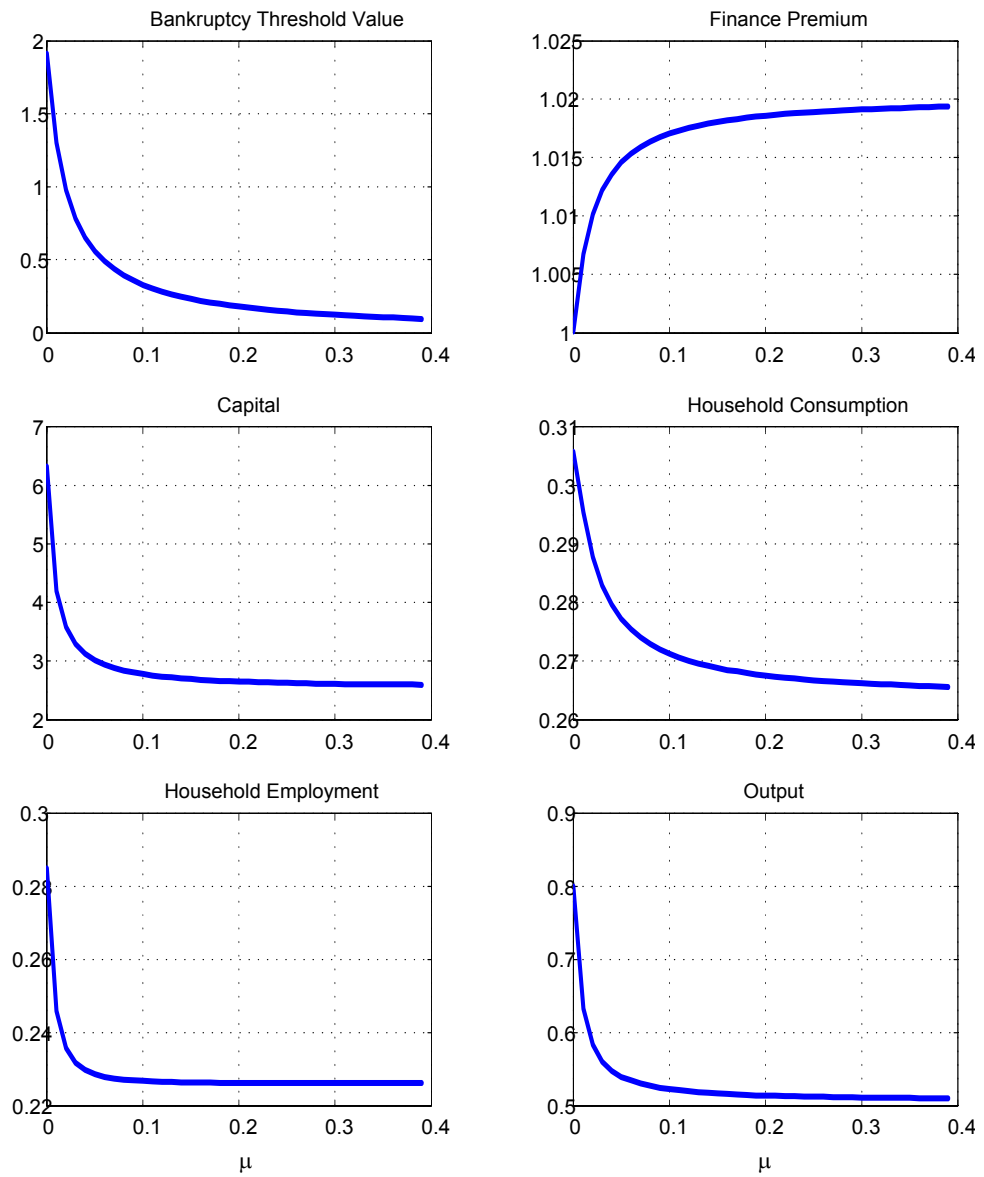 Bankruptcy Threshold Value
2
1.5
1
0.5
0
0 0.1 0.2 0.3 0.4
Finance Premium
1.025
1.02
1.015
1.01
1.005
1
0 0.1 0.2 0.3 0.4
Capital
7
6
5
4
3
2
0 0.1 0.2 0.3 0.4
Household Consumption
0.31
0.3
0.29
0.28
0.27
0.26
0 0.1 0.2 0.3 0.4
Household Employment
0.3
0.28
0.26
0.24
0.22
0 0.1 0.2 0.3 0.4
μ
Output
0.9
0.8
0.7
0.6
0.5
0 0.1 0.2 0.3 0.4
μ